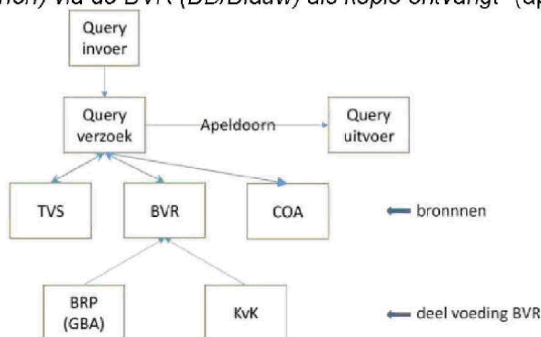 via de BVR (BD/Blauw) als kopie ontvangt"
Query
invoer
Query
verzoek
Apeldoorn
Query
uitvoer
TVS
BVR
COA
bronnnen
BRP
(GBA)
KvK
deel voeding BVR